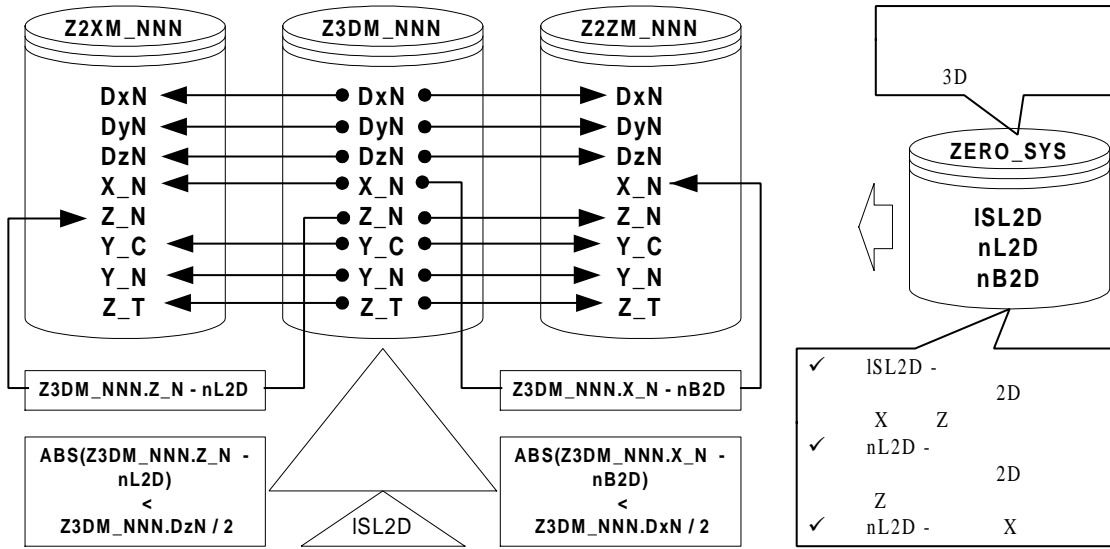 Z2XM_NNN
DxN
DyN
DzN
X_N
Z_N
Y_C
Y_N
Z_T
Z3DM_NNN
DxN
DyN
DzN
X_N
Z_N
Y_C
Y_N
Z_T
Z2ZM_NNN
DxN
DyN
DzN
X_N
Z_N
Y_C
Y_N
Z_T
Z3DM_NNN.Z_N - nL2D
Z3DM_NNN.X_N - nB2D
ABS(Z3DM_NNN.Z_N -
nL2D)
<
Z3DM_NNN.DzN / 2
lSL2D
ABS(Z3DM_NNN.X_N -
nB2D)
<
Z3DM_NNN.DxN / 2
3D
ZERO_SYS
lSL2D
nL2D
nB2D
✓ lSL2D -
2D
X Z
✓ nL2D -
2D
Z
✓ nL2D - X